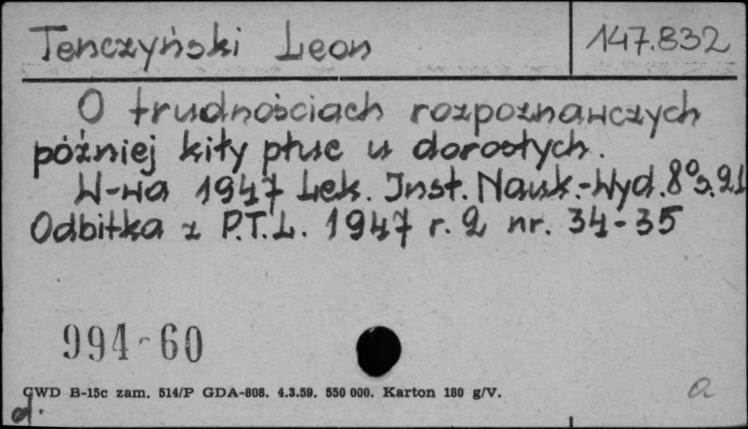 Tenczyński Leon
147.832
O trudnościach rozpoznawczych
później kiły płuc u dorosłych.
W-wa 1947 Lek. Inst. Nauk.-Wyd. 8° s. 21
Odbitka z P.T.L. 1947 r. 2 nr. 34-35
994-60
CWD B-15c zam. 514/P GDA-808. 4.3.59. 550 000. Karton 180 g/V.
a
d.